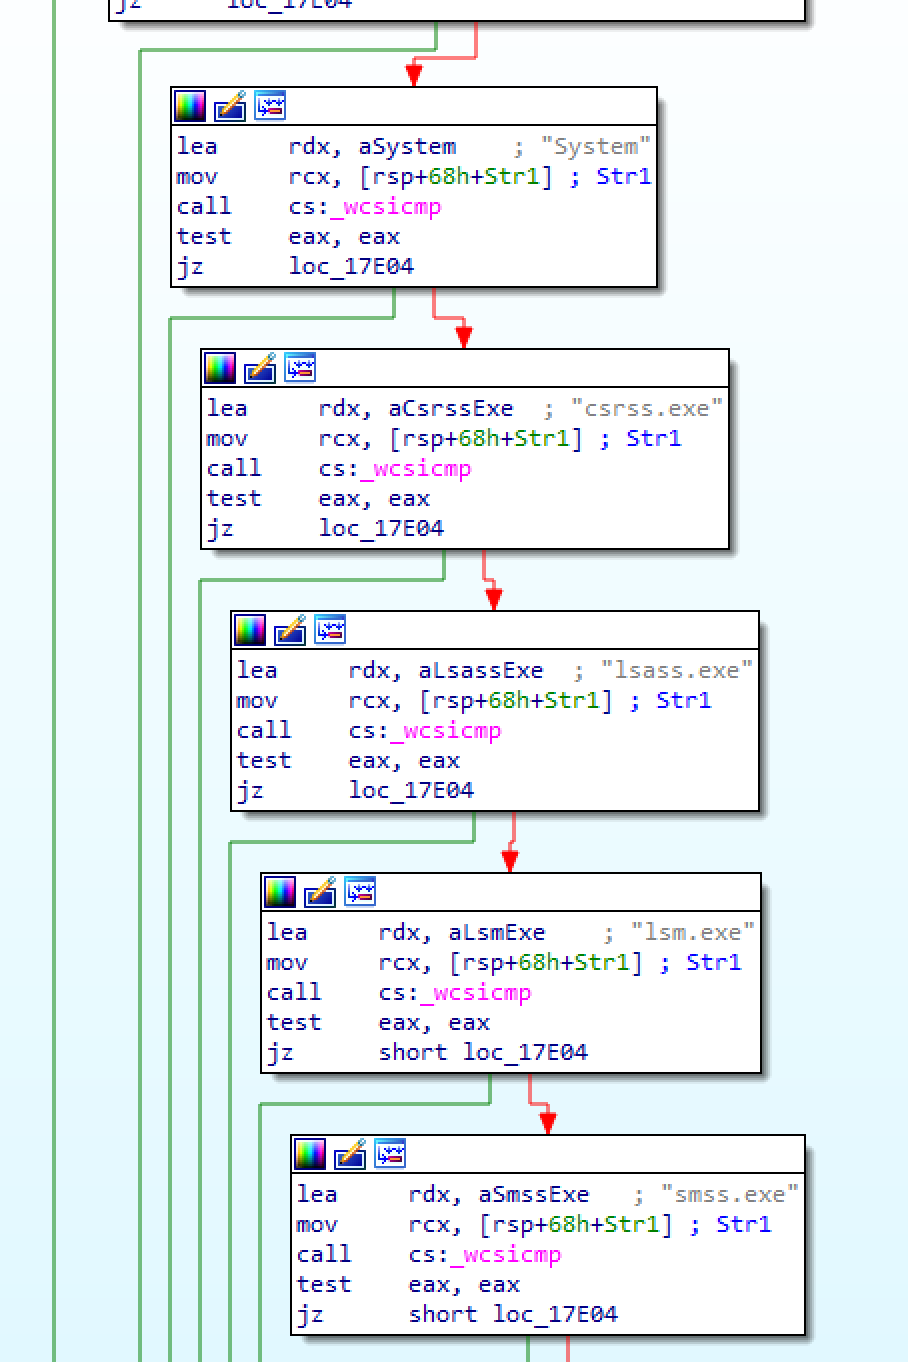 jz loc_17E04
lea rdx, aSystem ; "System"
mov rcx, [rsp+68h+Str1] ; Str1
call cs:_wcsicmp
test eax, eax
jz loc_17E04
lea rdx, aCsrssExe ; "csrss.exe"
mov rcx, [rsp+68h+Str1] ; Str1
call cs:_wcsicmp
test eax, eax
jz loc_17E04
lea rdx, aLsassExe ; "lsass.exe"
mov rcx, [rsp+68h+Str1] ; Str1
call cs:_wcsicmp
test eax, eax
jz loc_17E04
lea rdx, aLsmExe ; "lsm.exe"
mov rcx, [rsp+68h+Str1] ; Str1
call cs:_wcsicmp
test eax, eax
jz short loc_17E04
lea rdx, aSmssExe ; "smss.exe"
mov rcx, [rsp+68h+Str1] ; Str1
call cs:_wcsicmp
test eax, eax
jz short loc_17E04